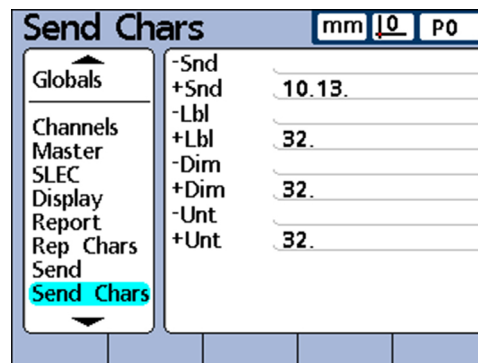 Send Chars mm 0 P0
Globals
Channels
Master
SLEC
Display
Report
Rep Chars
Send
Send Chars
-Snd
+Snd 10.13.
-Lbl
+Lbl 32.
-Dim
+Dim 32.
-Unt
+Unt 32.